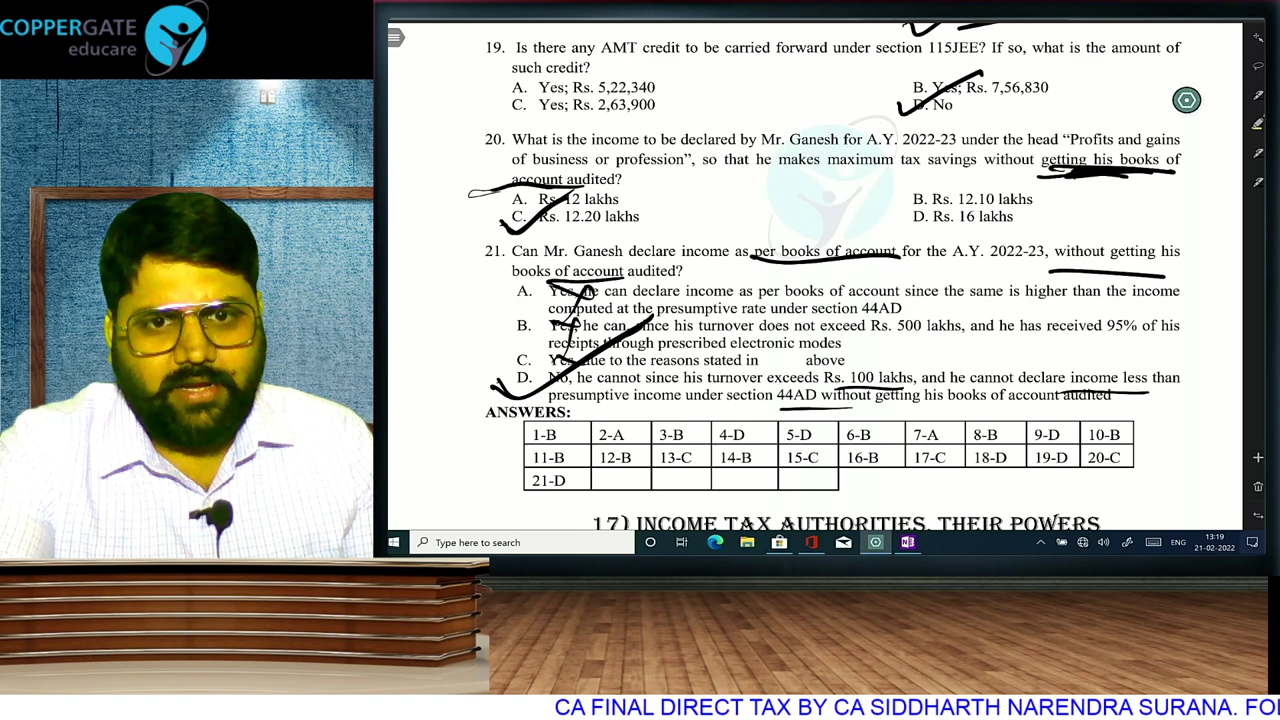 COPPERGATE
educare
19. Is there any AMT credit to be carried forward under section 115JEE? If so, what is the amount of
such credit?
A. Yes; Rs. 5,22,340 B. Yes; Rs. 7,56,830
C. Yes; Rs. 2,63,900 D. No
20. What is the income to be declared by Mr. Ganesh for A.Y. 2022-23 under the head “Profits and gains
of business or profession”, so that he makes maximum tax savings without getting his books of
account audited?
A. Rs. 12 lakhs B. Rs. 12.10 lakhs
C. Rs. 12.20 lakhs D. Rs. 16 lakhs
21. Can Mr. Ganesh declare income as per books of account for the A.Y. 2022-23, without getting his
books of account audited?
A. Yes, he can declare income as per books of account since the same is higher than the income
computed at the presumptive rate under section 44AD
B. Yes, he can, since his turnover does not exceed Rs. 500 lakhs, and he has received 95% of his
receipts through prescribed electronic modes
C. Yes, due to the reasons stated in above
D. No, he cannot since his turnover exceeds Rs. 100 lakhs, and he cannot declare income less than
presumptive income under section 44AD without getting his books of account audited
ANSWERS:
1-B 2-A 3-B 4-D 5-D 6-B 7-A 8-B 9-D 10-B
11-B 12-B 13-C 14-B 15-C 16-B 17-C 18-D 19-D 20-C
21-D
17) INCOME TAX AUTHORITIES, THEIR POWERS
Type here to search
ENG
13:19
21-02-2022
CA FINAL DIRECT TAX BY CA SIDDHARTH NARENDRA SURANA. FO